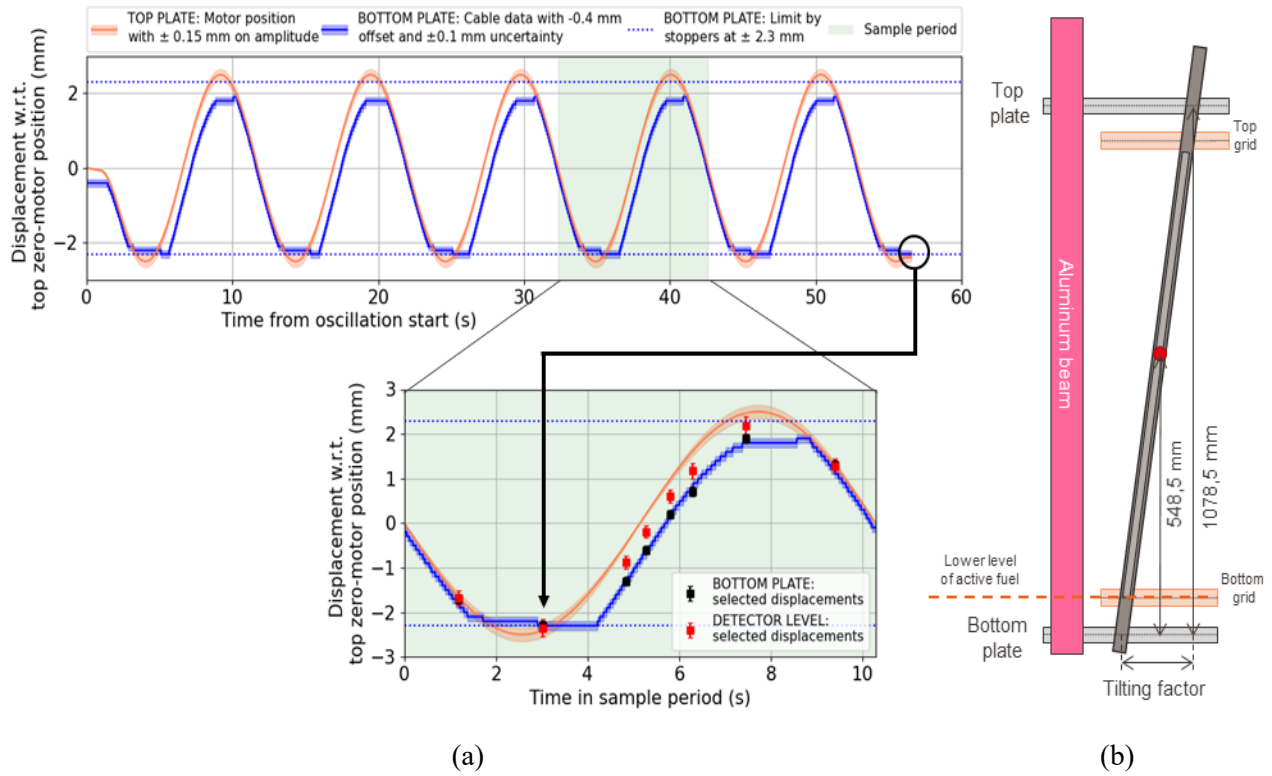 TOP PLATE: Motor position
with ± 0.15 mm on amplitude
BOTTOM PLATE: Cable data with -0.4 mm
offset and ±0.1 mm uncertainty
BOTTOM PLATE: Limit by
stoppers at ± 2.3 mm
Sample period
Displacement w.r.t.
top zero-motor position (mm)
2
0
−2
0
10
20
30
40
50
60
Time from oscillation start (s)
Displacement w.r.t.
top zero-motor position (mm)
3
2
1
0
−1
−2
−3
BOTTOM PLATE:
selected displacements
DETECTOR LEVEL:
selected displacements
0
2
4
6
8
10
Time in sample period (s)
(a)
Top
plate
Top
grid
Aluminum beam
548,5 mm
1078,5 mm
Lower level
of active fuel
Bottom
grid
Bottom
plate
Tilting factor
(b)